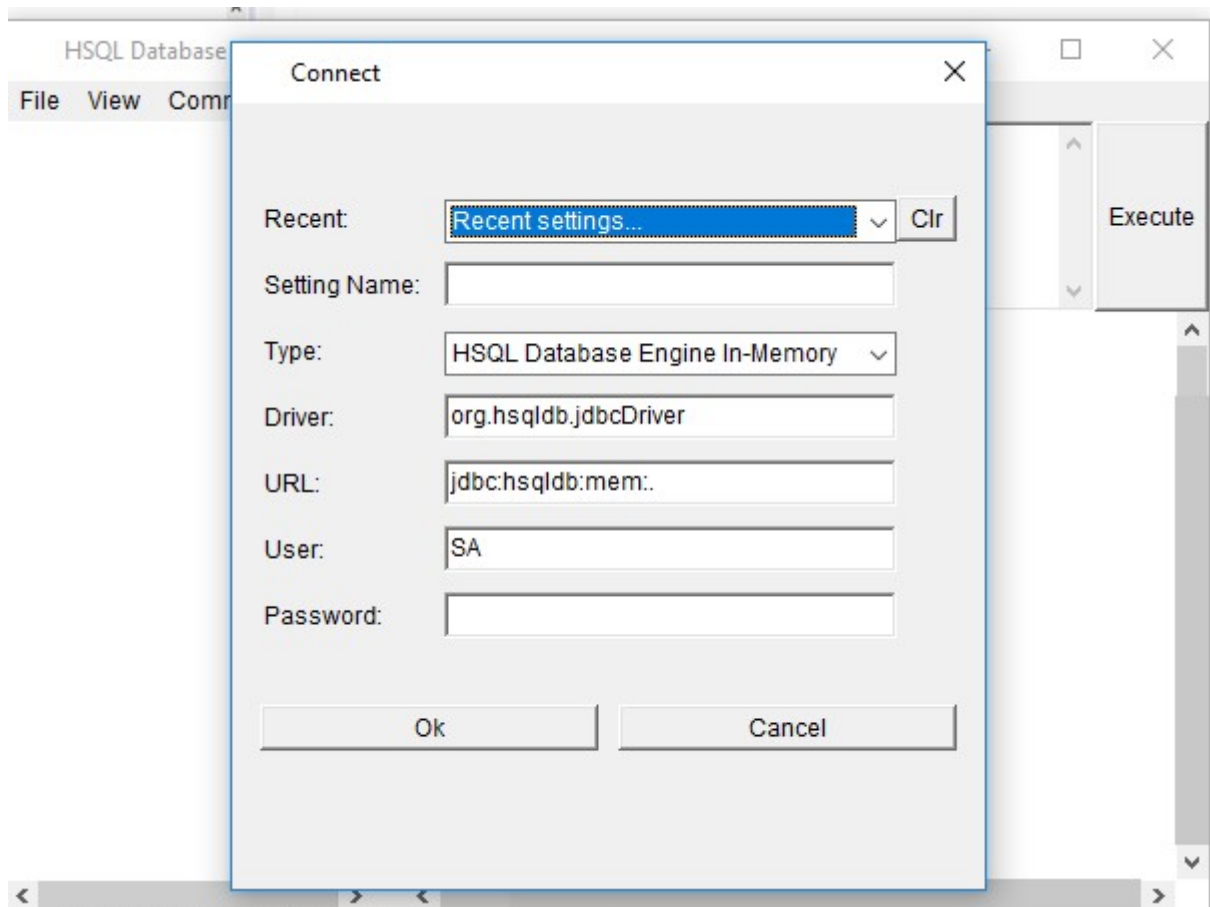 HSQL Database
Connect
File View Comm
Recent: Recent settings... Clr
Execute
Setting Name:
Type: HSQL Database Engine In-Memory
Driver: org.hsqldb.jdbcDriver
URL: jdbc:hsqldb:mem:.
User: SA
Password:
Ok Cancel